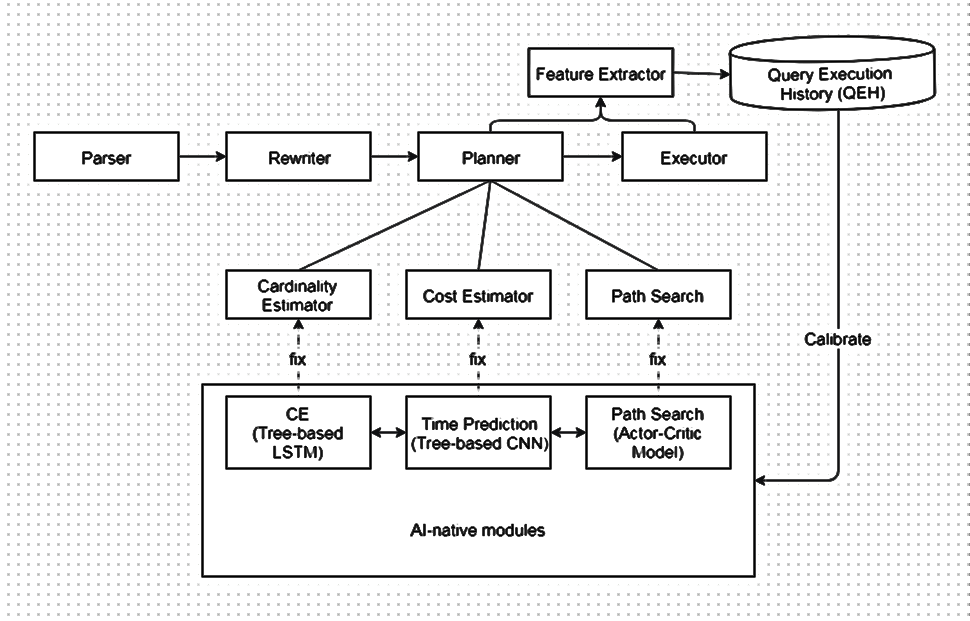 Feature Extractor
Query Execution
History (QEH)
Parser
Rewriter
Planner
Executor
Cardinality
Estimator
Cost Estimator
Path Search
Calibrate
fix
fix
fix
CE
(Tree-based
LSTM)
Time Prediction
(Tree-based CNN)
Path Search
(Actor-Critic
Model)
AI-native modules